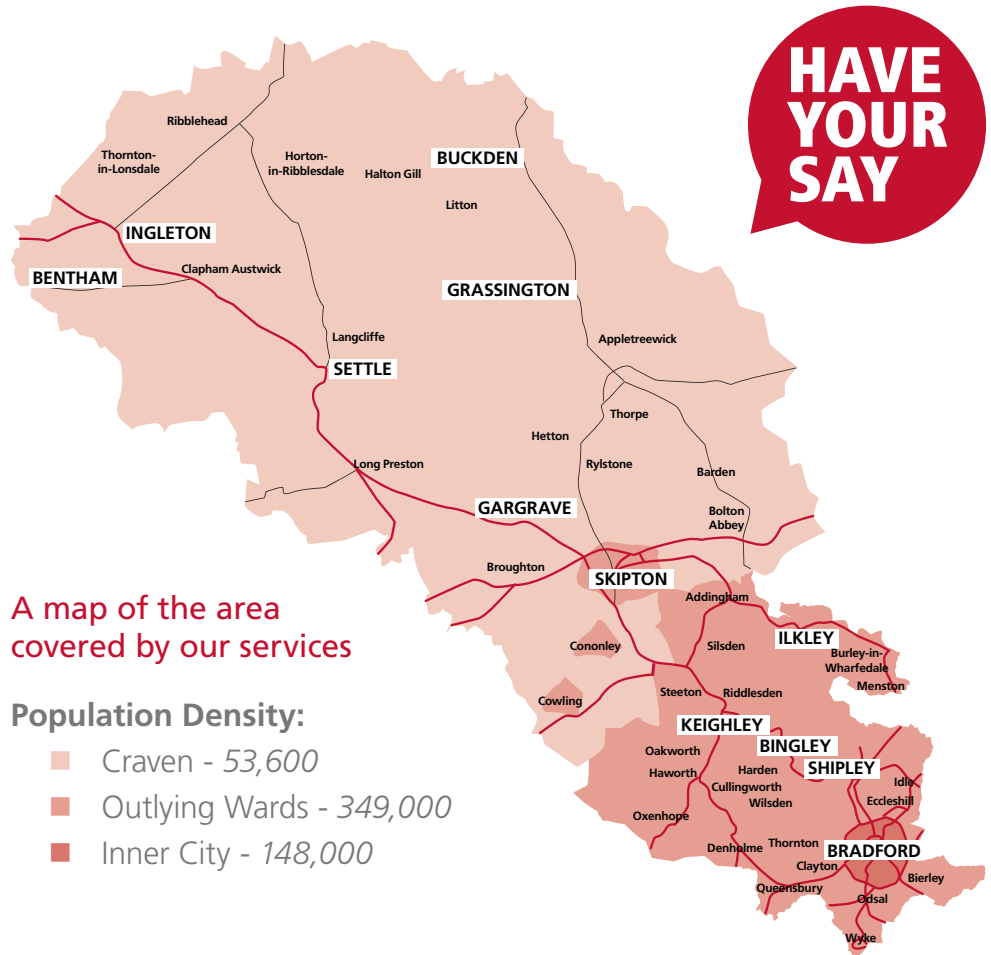 HAVE
YOUR
SAY
Ribblehead
Thornton-
in-Lonsdale
Horton-
in-Ribblesdale
Halton Gill
BUCKDEN
Litton
INGLETON
BENTHAM
Clapham Austwick
GRASSINGTON
Langcliffe
SETTLE
Appletreewick
Thorpe
Hetton
Rylstone
Long Preston
Barden
GARGRAVE
Bolton
Abbey
Broughton
SKIPTON
Addingham
A map of the area
covered by our services
ILKLEY
Cononley
Silsden
Burley-in-
Wharfedale
Menston
Cowling
Steeton
Riddlesden
Population Density:
Craven - 53,600
Outlying Wards - 349,000
Inner City - 148,000
KEIGHLEY
BINGLEY
SHIPLEY
Oakworth
Haworth
Harden
Cullingworth
Wilsden
Idle
Eccleshill
Oxenhope
Denholme
Thornton
BRADFORD
Clayton
Queensbury
Bierley
Odsal
Wyke